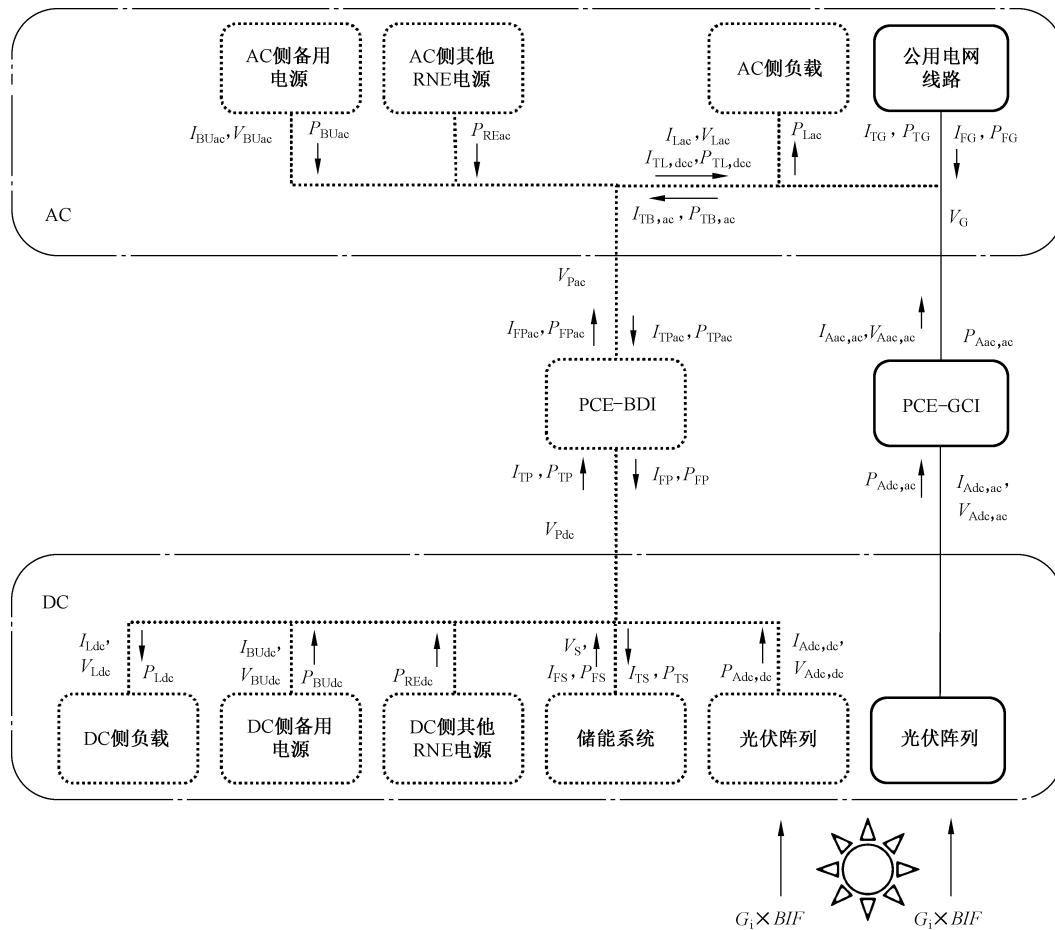 AC侧备用
电源
AC侧其他
RNE电源
AC侧负载
公用电网
线路
I_BUac,V_BUac
P_BUac
P_REac
I_Lac,V_Lac
P_Lac
I_TL,dcc,P_TL,dcc
I_TG,P_TG
I_FG,P_FG
AC
I_TB,ac,P_TB,ac
V_G
V_Pac
I_FPac,P_FPac
I_TPac,P_TPac
I_Aac,ac,V_Aac,ac
P_Aac,ac
PCE-BDI
PCE-GCI
I_TP,P_TP
I_FP,P_FP
P_Adc,ac
I_Adc,ac,
V_Adc,ac
V_Pdc
DC
I_Ldc,
V_Ldc
P_Ldc
I_BUdc,
V_BUdc
P_BUdc
P_REdc
V_S,
I_FS,P_FS
I_TS,P_TS
P_Adc,dc
I_Adc,dc,
V_Adc,dc
DC侧负载
DC侧备用
电源
DC侧其他
RNE电源
储能系统
光伏阵列
光伏阵列
G_i×BIF
G_i×BIF